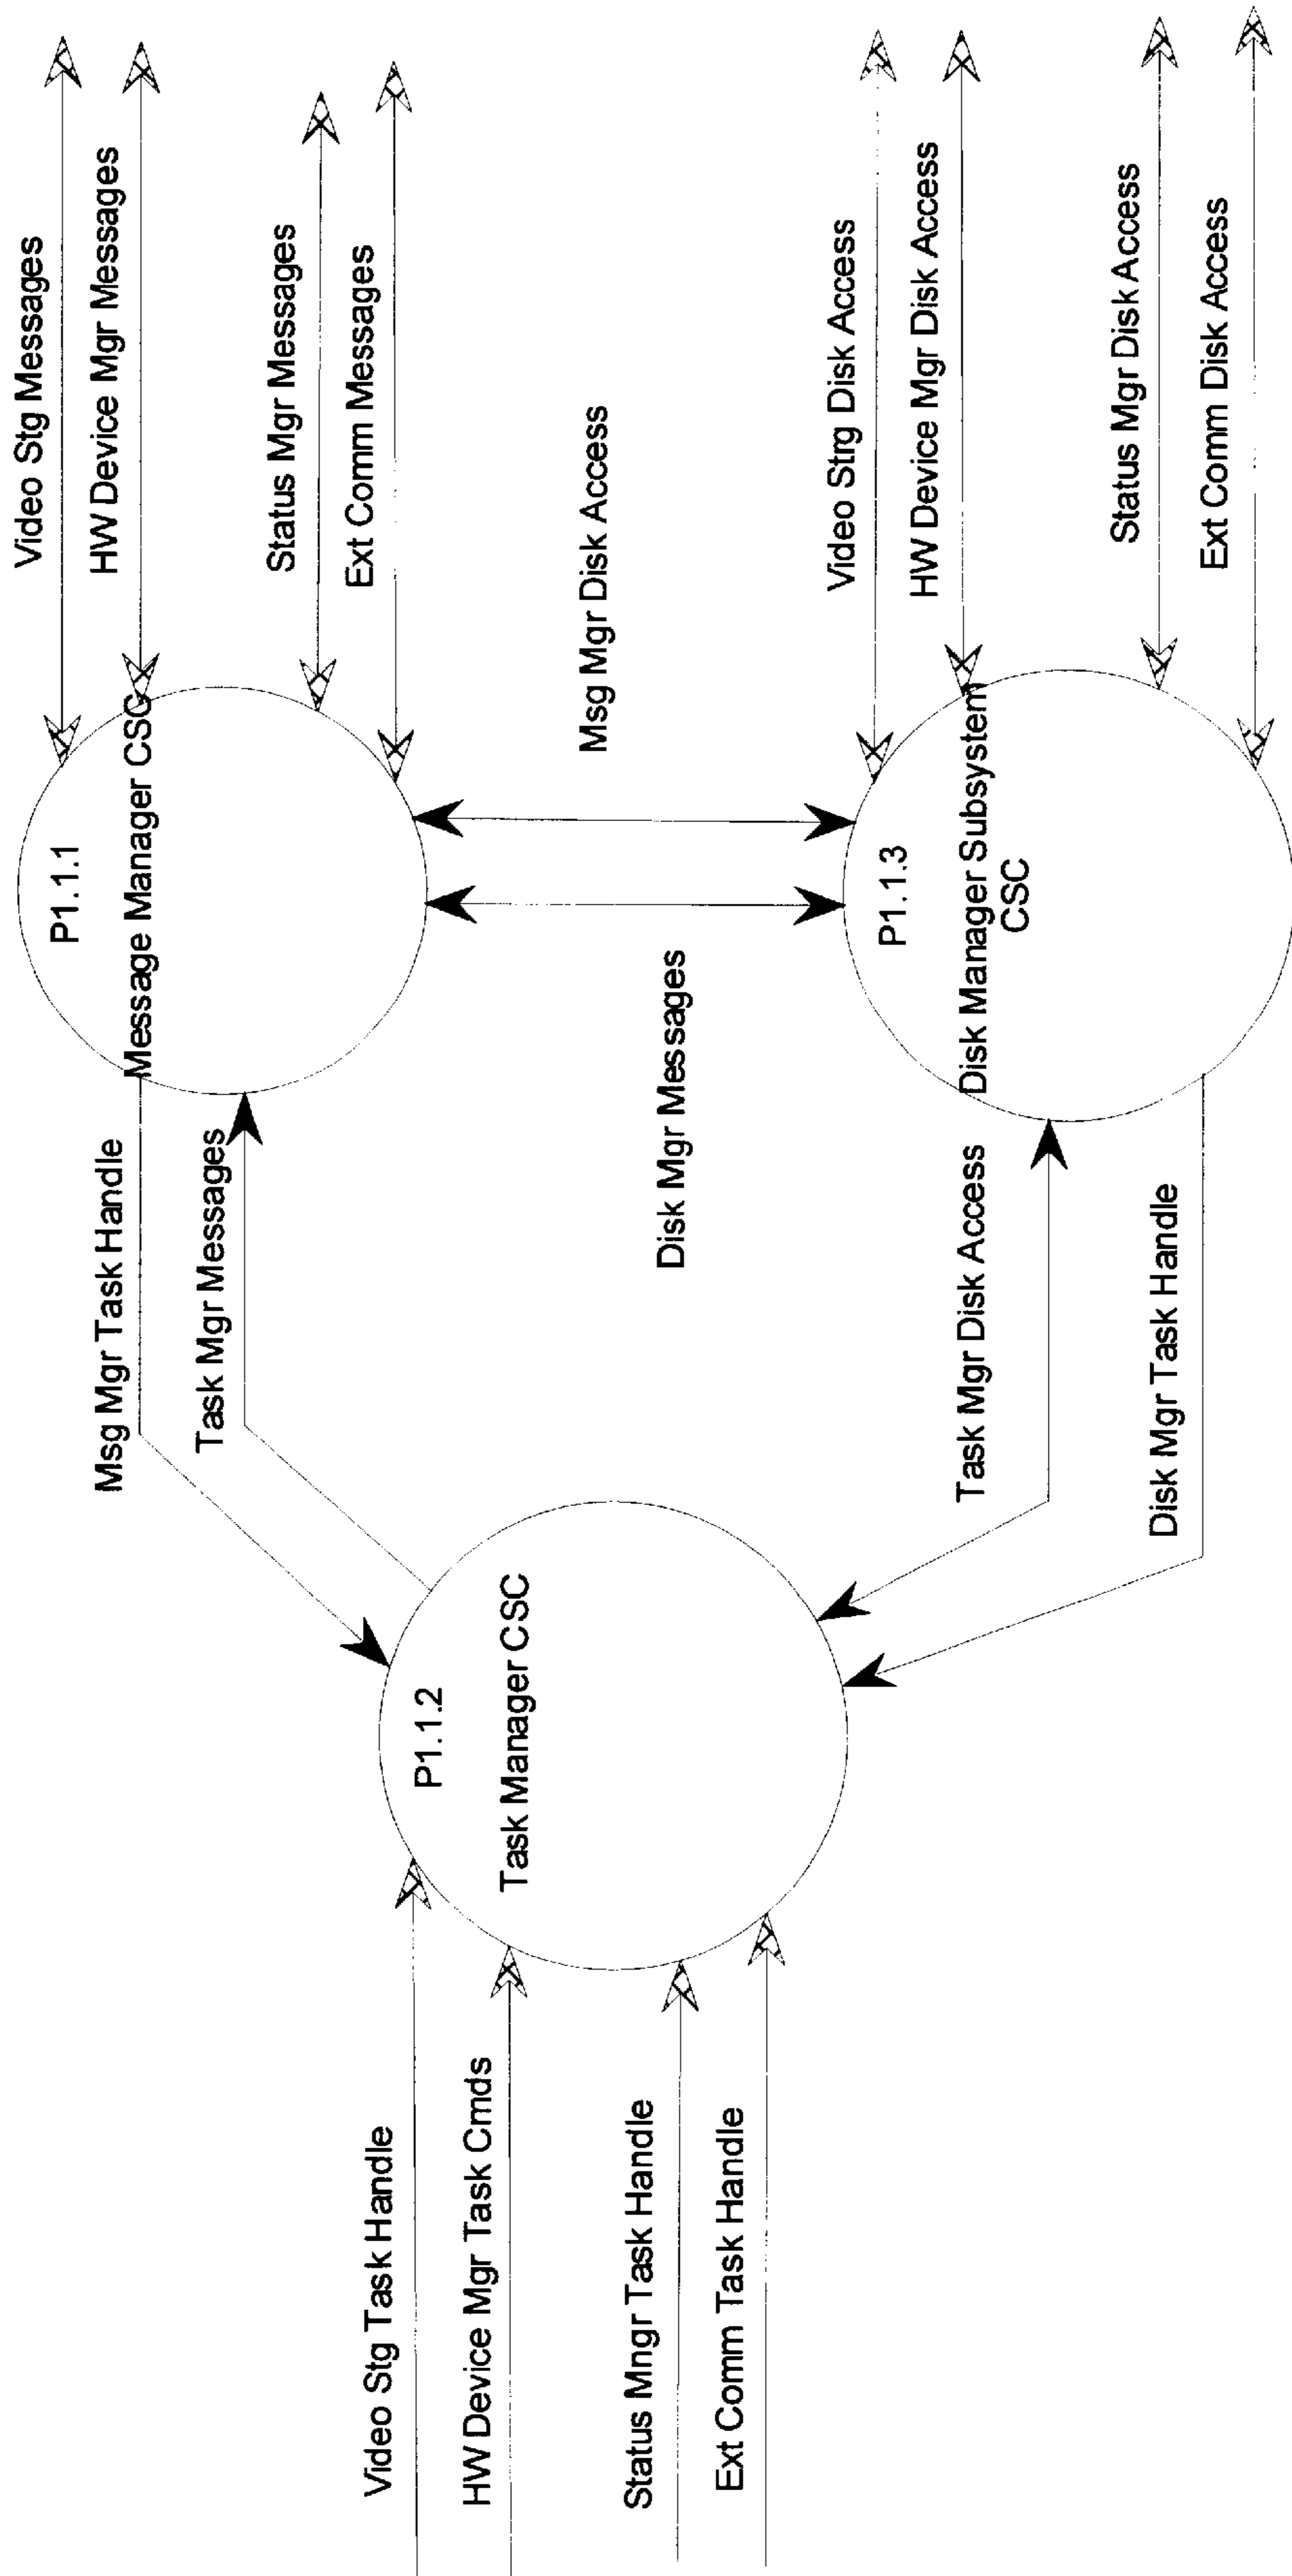 Video Stg Messages
HW Device Mgr Messages
Status Mgr Messages
Ext Comm Messages
P1.1.1
Message Manager CSC
Msg Mgr Task Handle
Task Mgr Messages
Msg Mgr Disk Access
Disk Mgr Messages
P1.1.2
Task Manager CSC
Video Stg Task Handle
HW Device Mgr Task Cmds
Status Mngr Task Handle
Ext Comm Task Handle
Video Strg Disk Access
HW Device Mgr Disk Access
Status Mgr Disk Access
Ext Comm Disk Access
P1.1.3
Disk Manager Subsystem
CSC
Task Mgr Disk Access
Disk Mgr Task Handle